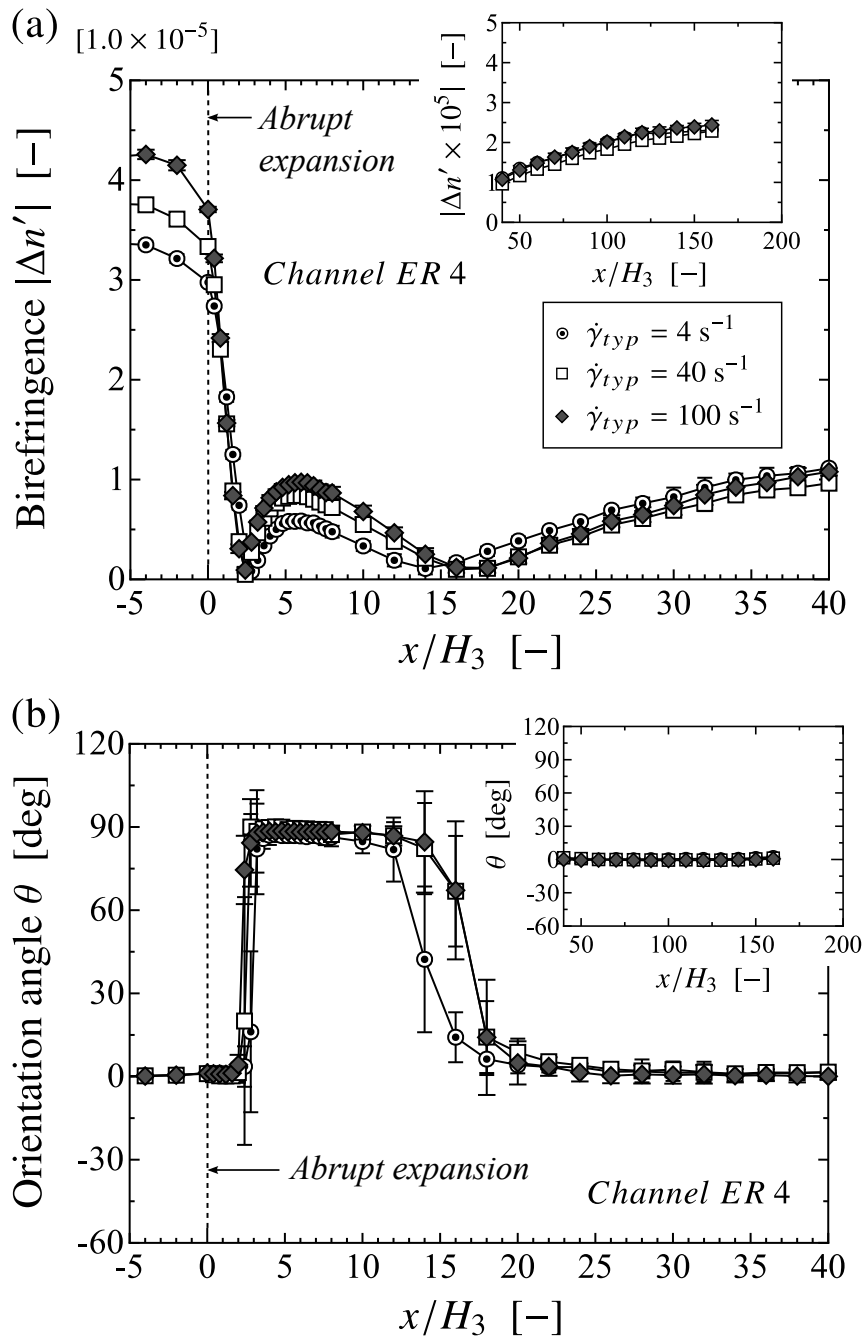 (a)
[1.0 × 10⁻⁵]
Birefringence |Δn′| [−]
5
4
3
2
1
0
-5 0 5 10 15 20 25 30 35 40
x/H₃ [−]
Abrupt
expansion
Channel ER 4
|Δn′ × 10⁵| [−]
5
4
3
2
1
0
50 100 150 200
x/H₃ [−]
γ̇ₜᵧₚ = 4 s⁻¹
γ̇ₜᵧₚ = 40 s⁻¹
γ̇ₜᵧₚ = 100 s⁻¹
(b)
Orientation angle θ [deg]
120
90
60
30
0
-30
-60
-5 0 5 10 15 20 25 30 35 40
x/H₃ [−]
Abrupt expansion
Channel ER 4
θ [deg]
120
90
60
30
0
-30
-60
50 100 150 200
x/H₃ [−]